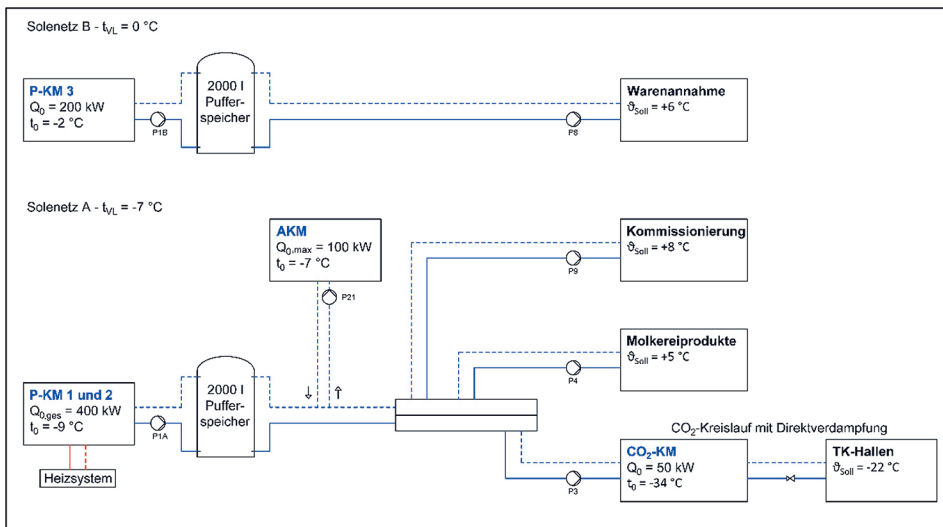 Solenetz B - tVL = 0 °C
P-KM 3
Q0 = 200 kW
t0 = -2 °C
P1B
2000 l
Puffer-
speicher
P8
Warenannahme
ϑSoll = +6 °C
Solenetz A - tVL = -7 °C
AKM
Q0,max = 100 kW
t0 = -7 °C
P21
Kommissionierung
ϑSoll = +8 °C
P9
Molkereiprodukte
ϑSoll = +5 °C
P4
P-KM 1 und 2
Q0,ges = 400 kW
t0 = -9 °C
P1A
2000 l
Puffer-
speicher
Heizsystem
CO2-Kreislauf mit Direktverdampfung
P3
CO2-KM
Q0 = 50 kW
t0 = -34 °C
TK-Hallen
ϑSoll = -22 °C